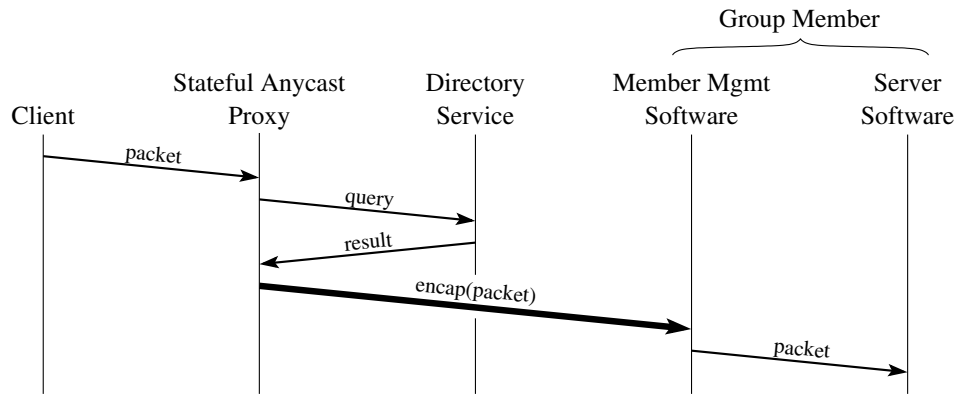 Group Member
Stateful Anycast Directory Member Mgmt Server
Client Proxy Service Software Software
packet
query
result
encap(packet)
packet